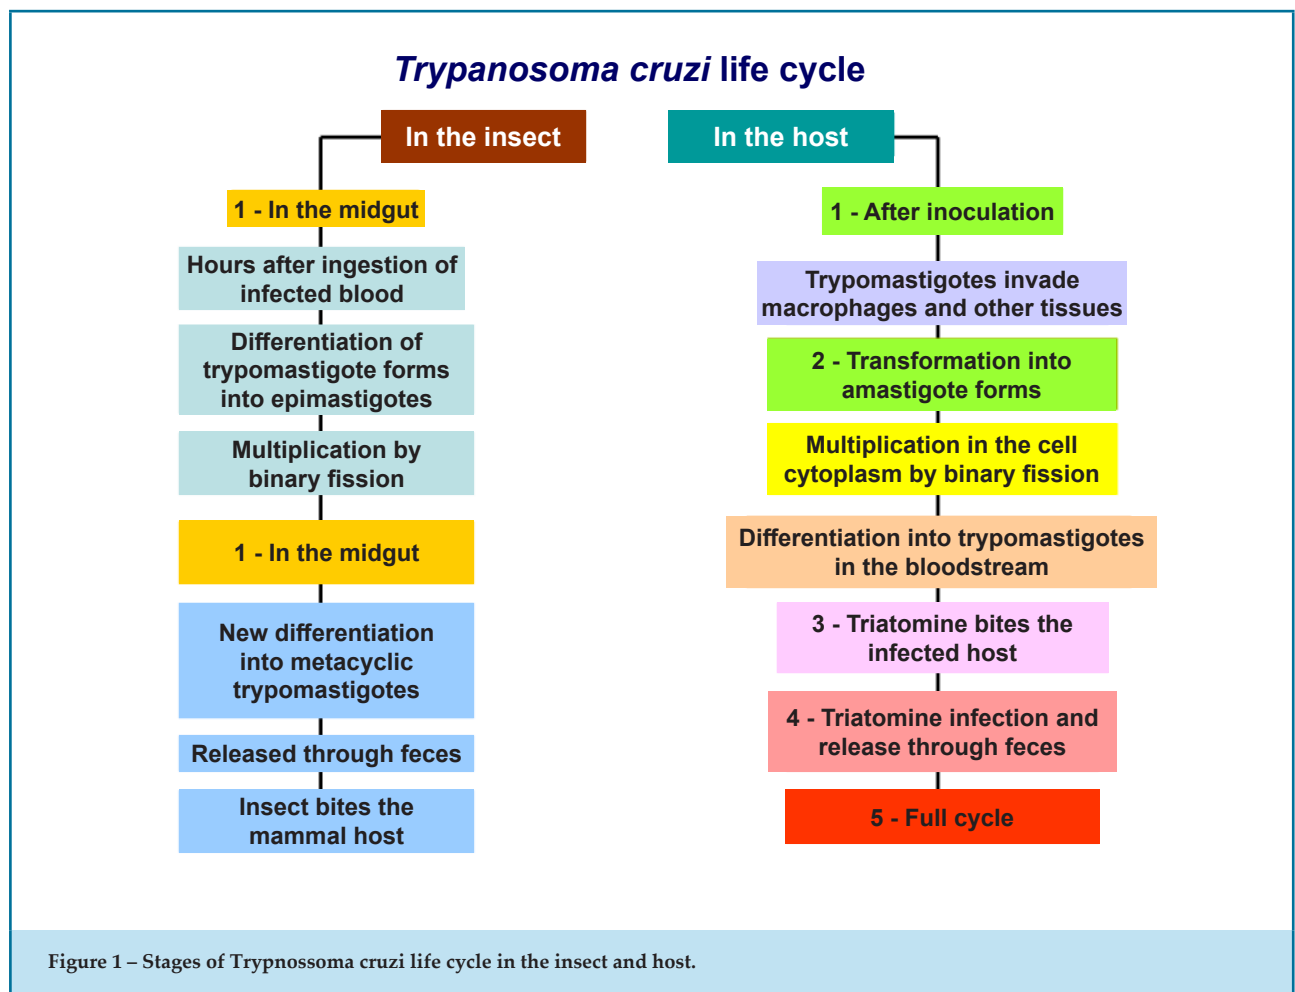 Trypanosoma cruzi life cycle
In the insect
1 - In the midgut
Hours after ingestion of
infected blood
Differentiation of
trypomastigote forms
into epimastigotes
Multiplication by
binary fission
1 - In the midgut
New differentiation
into metacyclic
trypomastigotes
Released through feces
Insect bites the
mammal host
In the host
1 - After inoculation
Trypomastigotes invade
macrophages and other tissues
2 - Transformation into
amastigote forms
Multiplication in the cell
cytoplasm by binary fission
Differentiation into trypomastigotes
in the bloodstream
3 - Triatomine bites the
infected host
4 - Triatomine infection and
release through feces
5 - Full cycle
Figure 1 – Stages of Trypnossoma cruzi life cycle in the insect and host.